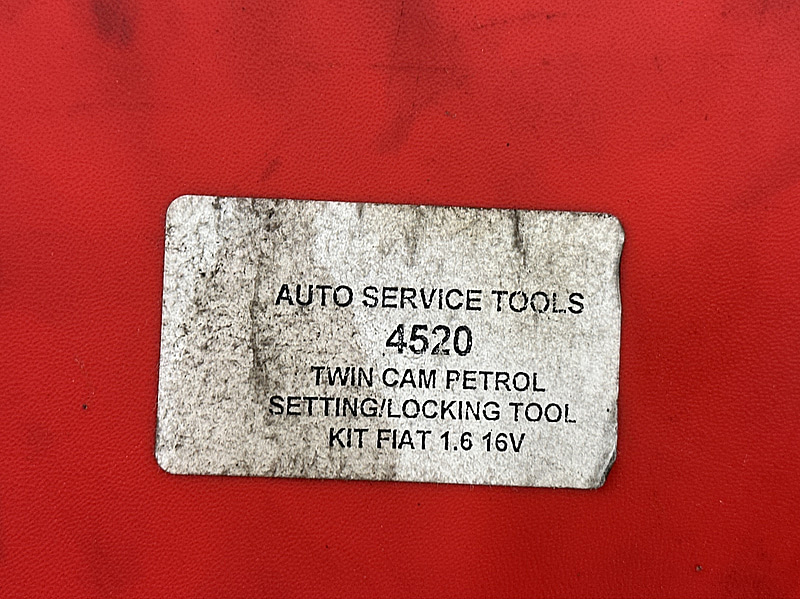 AUTO SERVICE TOOLS
4520
TWIN CAM PETROL
SETTING/LOCKING TOOL
KIT FIAT 1.6 16V